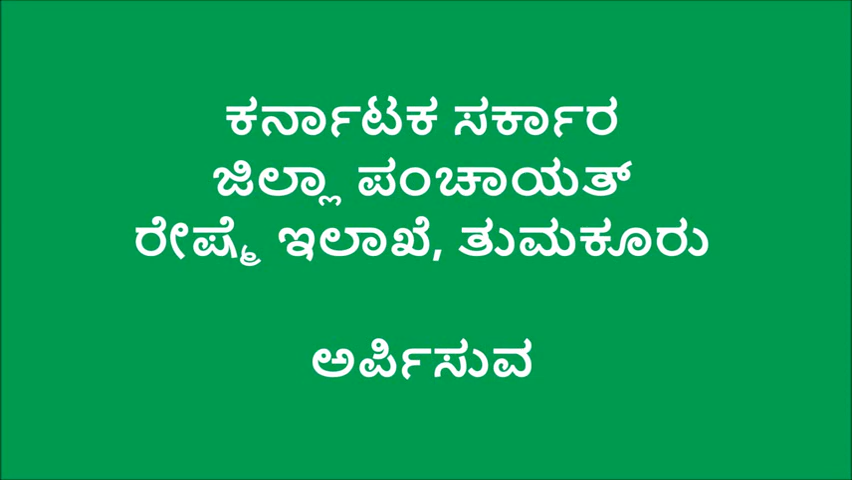 ಕರ್ನಾಟಕ ಸರ್ಕಾರ
ಜಿಲ್ಲಾ ಪಂಚಾಯತ್
ರೇಷ್ಮೆ ಇಲಾಖೆ, ತುಮಕೂರು
ಅರ್ಪಿಸುವ